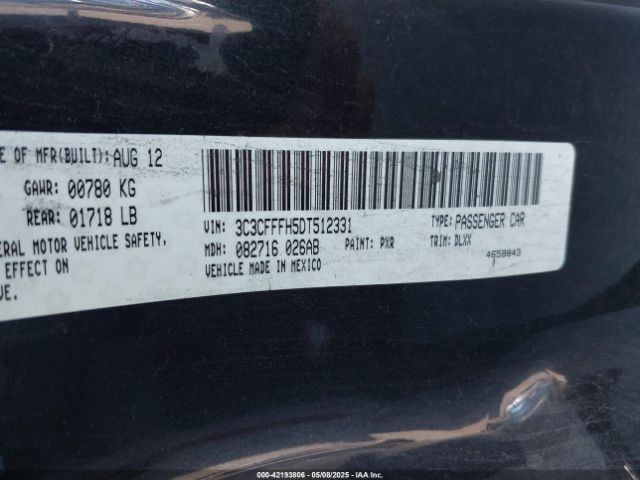 E OF MFR(BUILT): AUG 12
GAWR: 00780 KG
REAR: 01718 LB
ERAL MOTOR VEHICLE SAFETY,
EFFECT ON
VE.
VIN: 3C3CFFFH5DT512331
MDH: 082716 026AB
PAINT: PXR
VEHICLE MADE IN MEXICO
TYPE: PASSENGER CAR
TRIM: DLXX
4658843
000-42193806 - 05/08/2025 - IAA Inc.